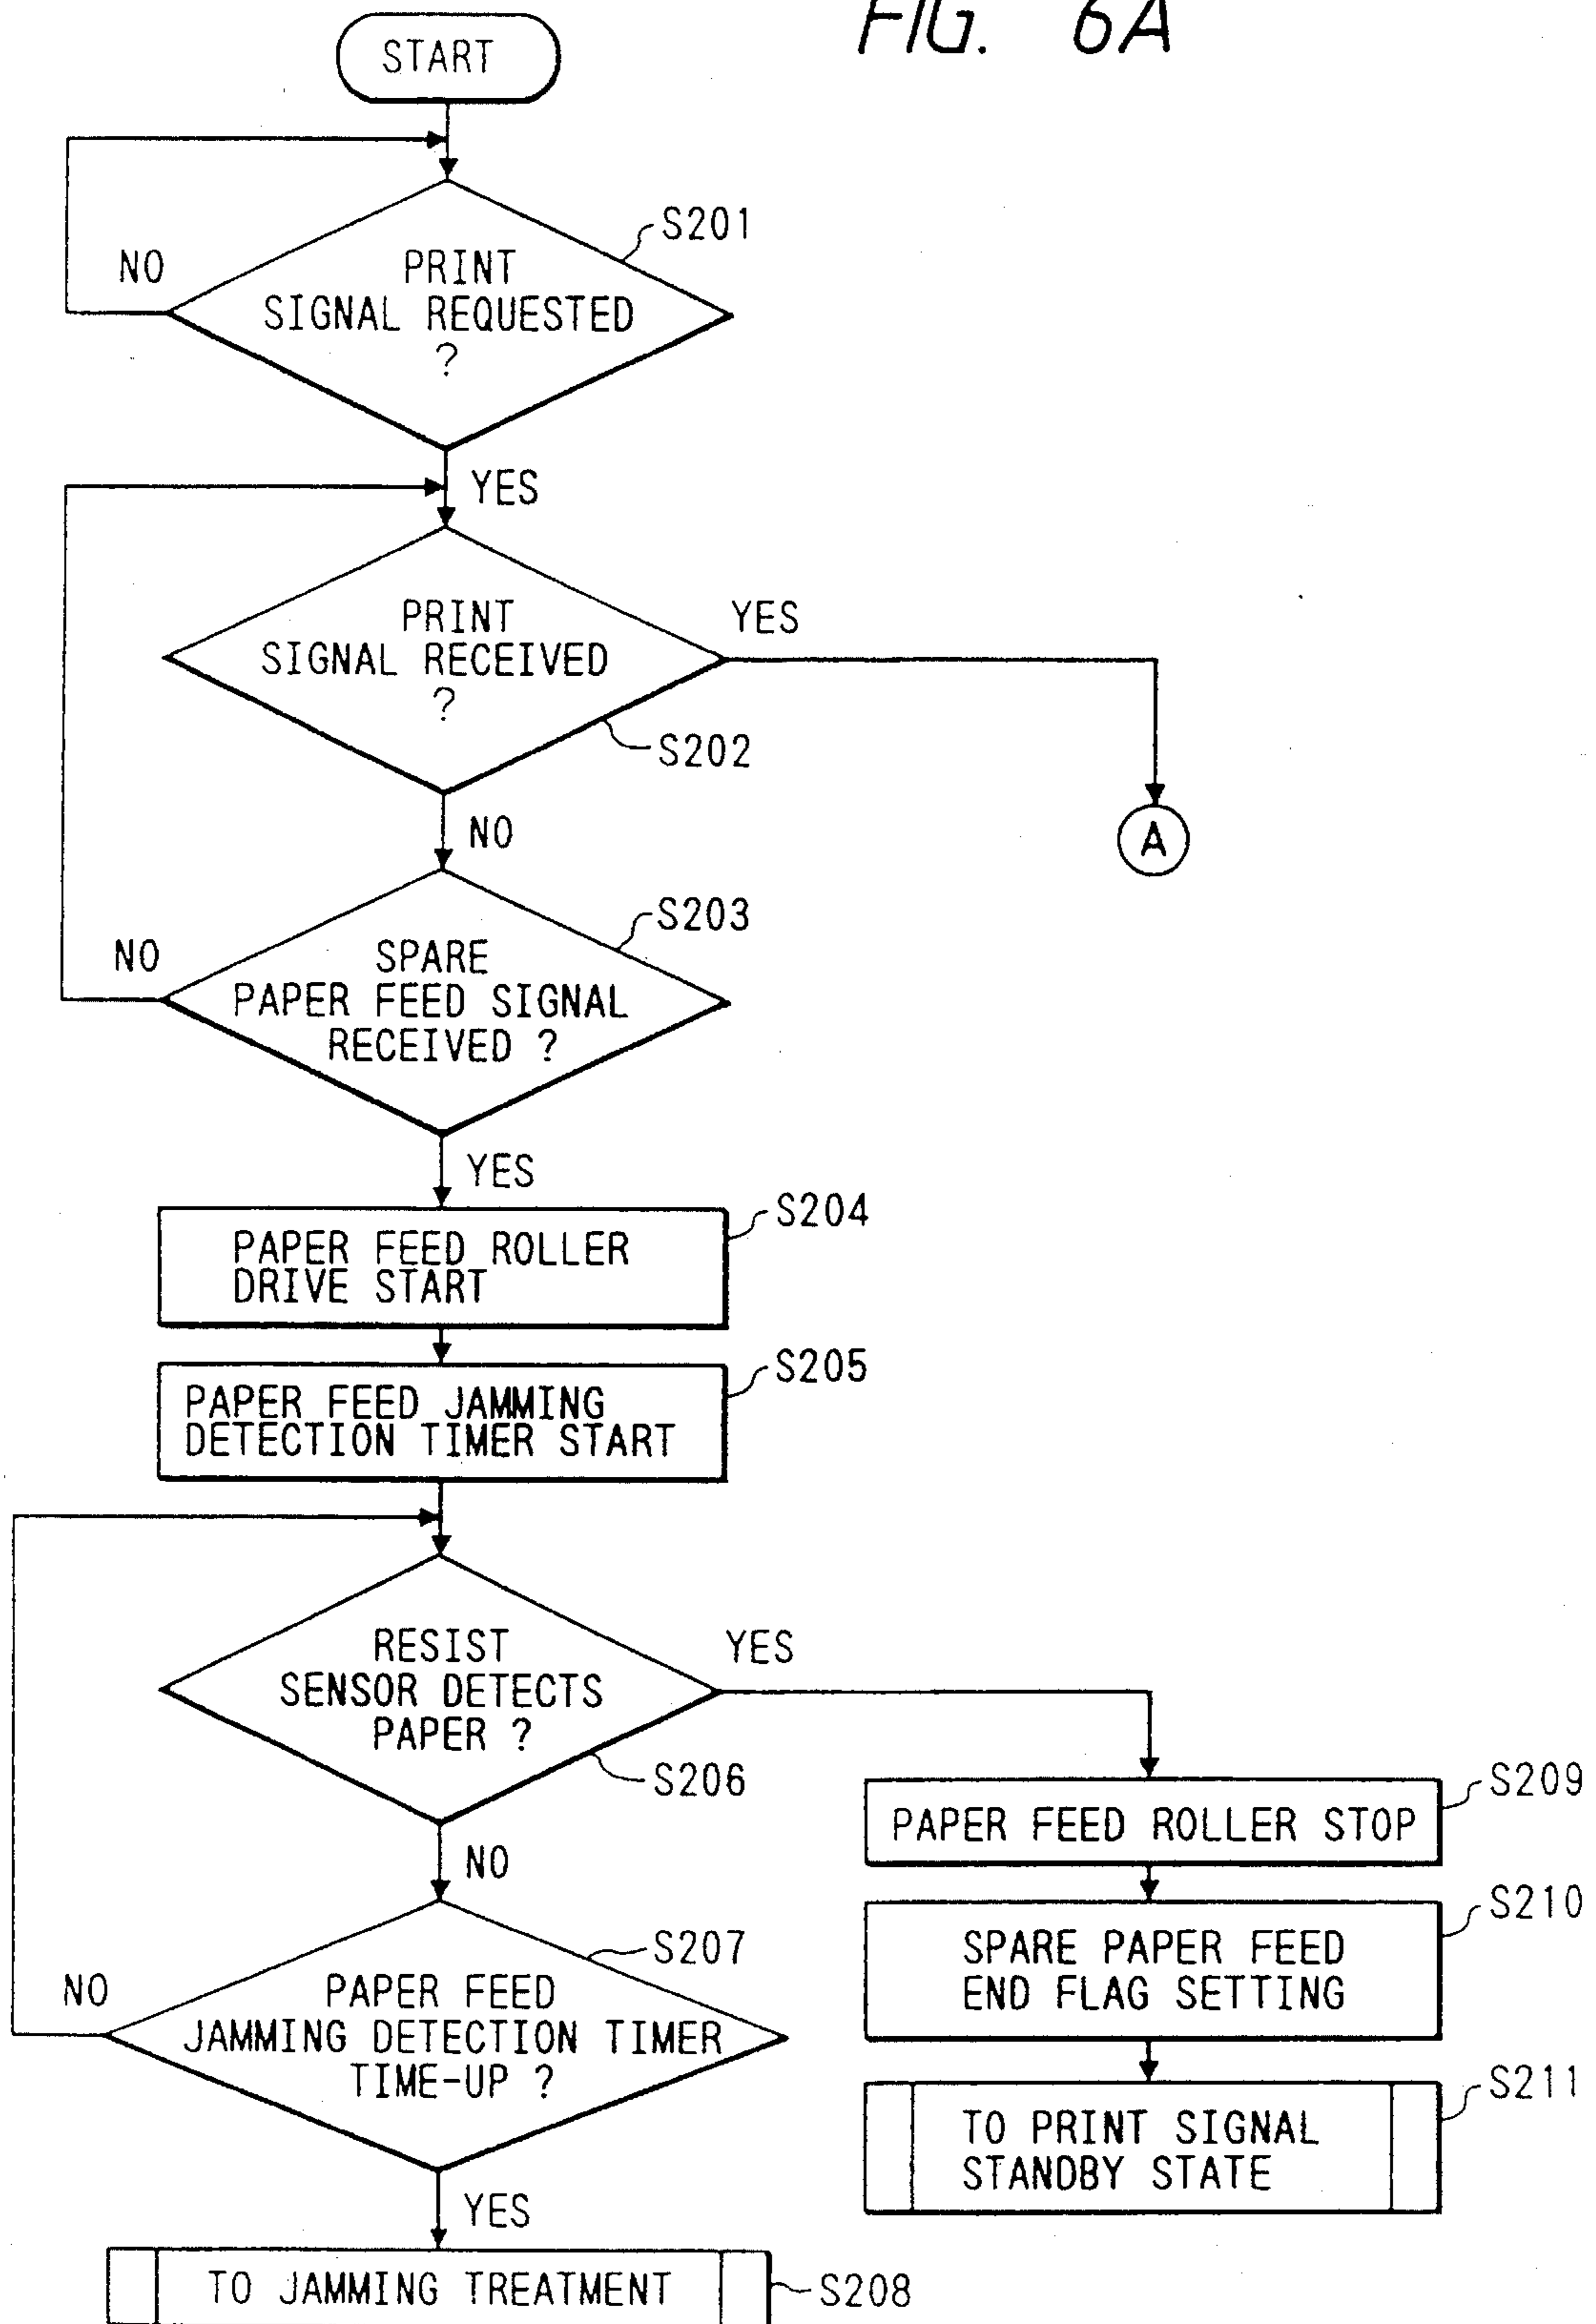 FIG. 6A
START
S201
NO
PRINT
SIGNAL REQUESTED
?
YES
PRINT
SIGNAL RECEIVED
?
YES
S202
A
NO
S203
NO
SPARE
PAPER FEED SIGNAL
RECEIVED ?
YES
S204
PAPER FEED ROLLER
DRIVE START
S205
PAPER FEED JAMMING
DETECTION TIMER START
RESIST
SENSOR DETECTS
PAPER ?
YES
S206
NO
S207
NO
PAPER FEED
JAMMING DETECTION TIMER
TIME-UP ?
YES
TO JAMMING TREATMENT
S208
S209
PAPER FEED ROLLER STOP
S210
SPARE PAPER FEED
END FLAG SETTING
S211
TO PRINT SIGNAL
STANDBY STATE